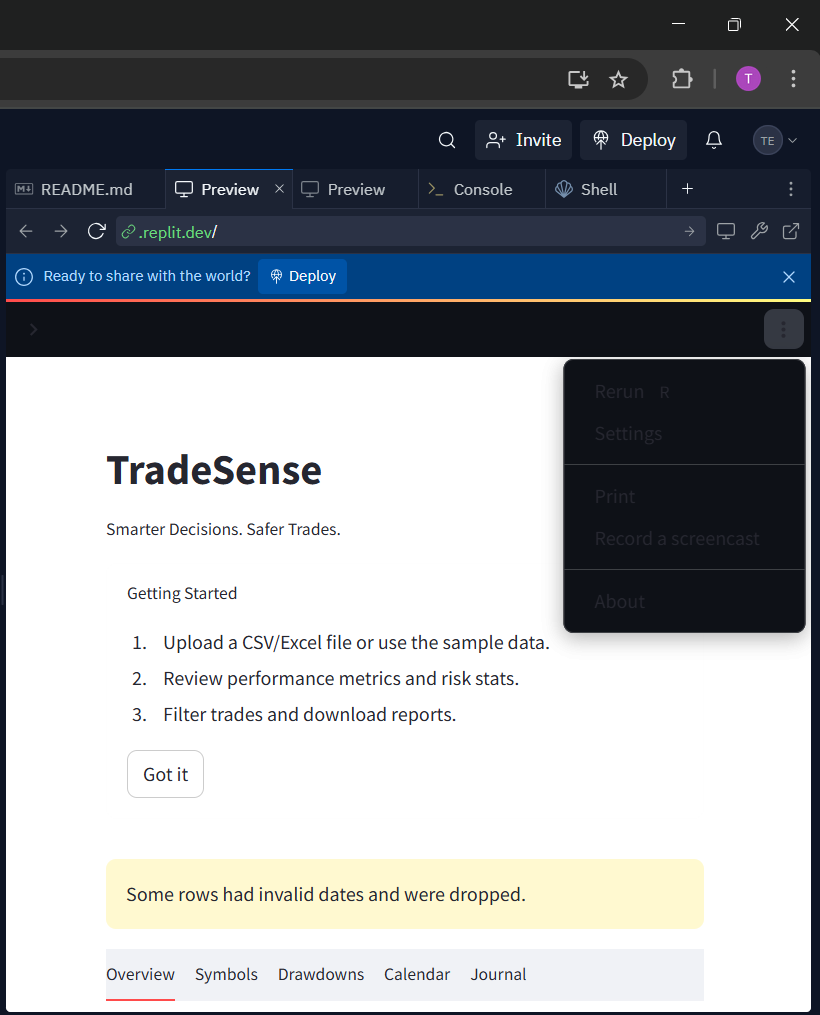 T
Invite
Deploy
TE
README.md
Preview
Preview
Console
Shell
.replit.dev/
Ready to share with the world?
Deploy
Rerun R
Settings
Print
Record a screencast
About
TradeSense
Smarter Decisions. Safer Trades.
Getting Started
1. Upload a CSV/Excel file or use the sample data.
2. Review performance metrics and risk stats.
3. Filter trades and download reports.
Got it
Some rows had invalid dates and were dropped.
Overview Symbols Drawdowns Calendar Journal